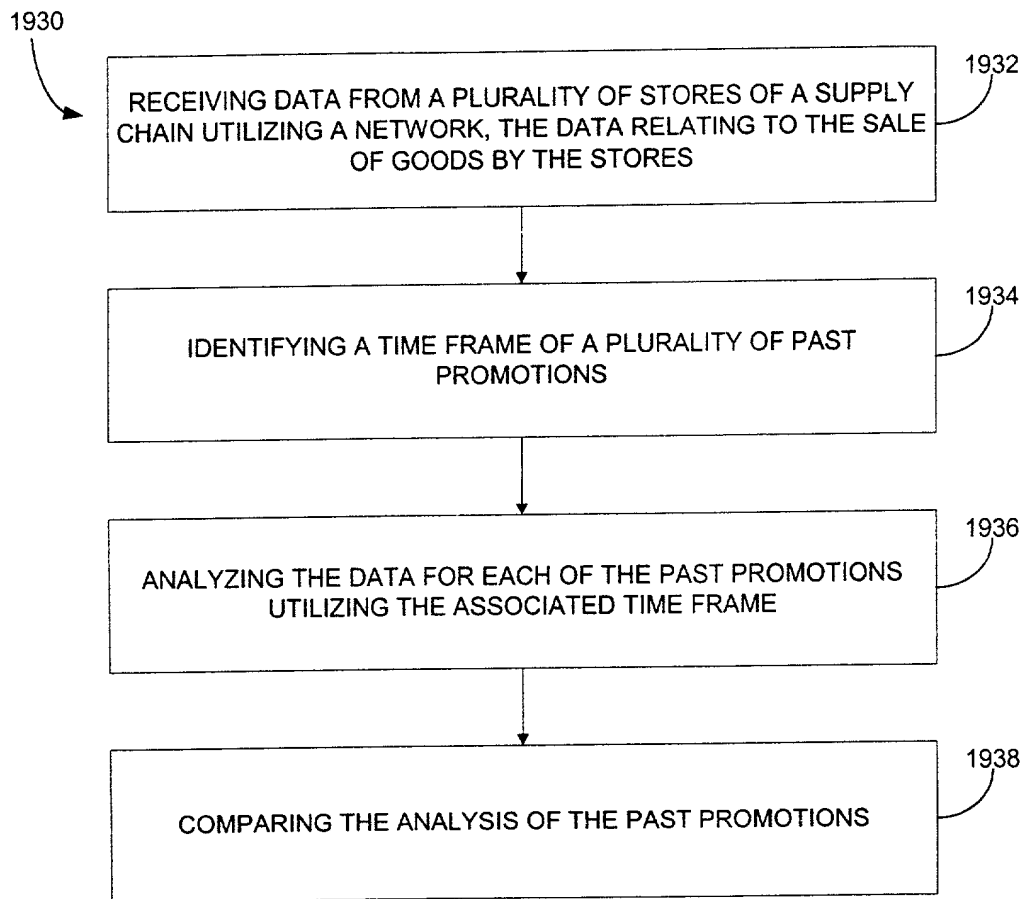 1930
1932
RECEIVING DATA FROM A PLURALITY OF STORES OF A SUPPLY
CHAIN UTILIZING A NETWORK, THE DATA RELATING TO THE SALE
OF GOODS BY THE STORES
1934
IDENTIFYING A TIME FRAME OF A PLURALITY OF PAST
PROMOTIONS
1936
ANALYZING THE DATA FOR EACH OF THE PAST PROMOTIONS
UTILIZING THE ASSOCIATED TIME FRAME
1938
COMPARING THE ANALYSIS OF THE PAST PROMOTIONS